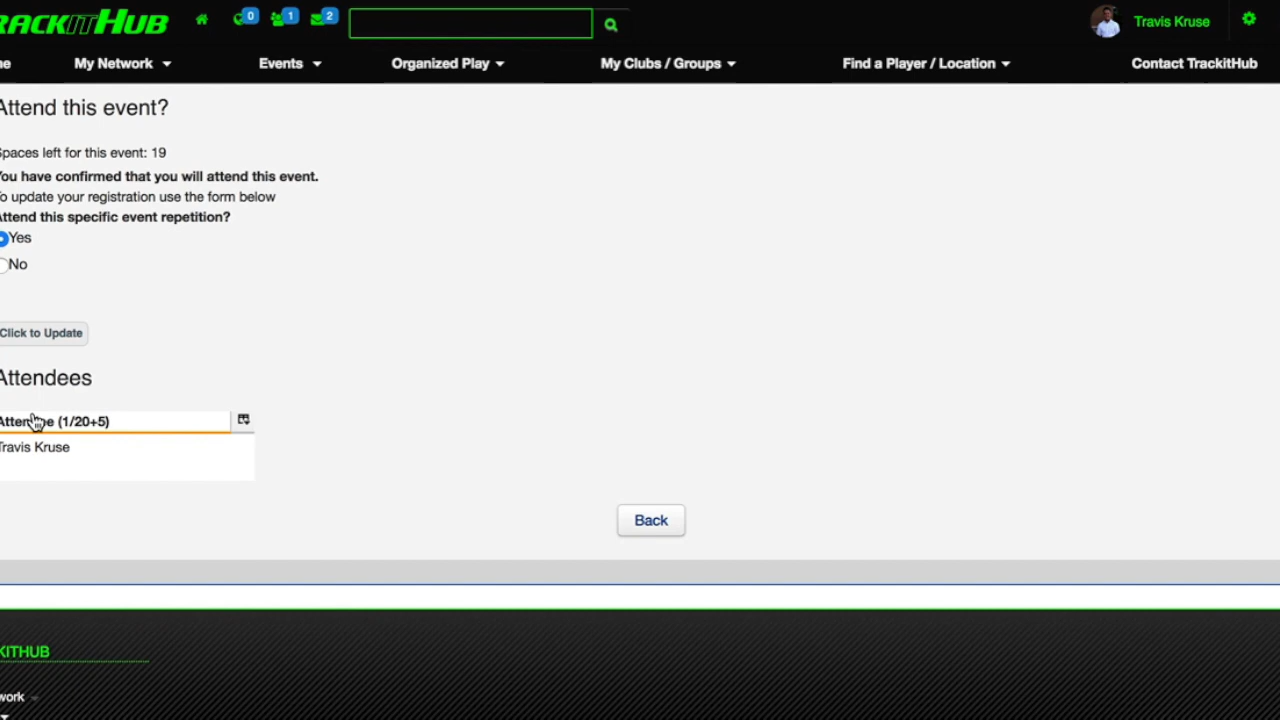 RACKITHUB
0
1
2
Travis Kruse
me
My Network
Events
Organized Play
My Clubs / Groups
Find a Player / Location
Contact TrackitHub
Attend this event?
Spaces left for this event: 19
You have confirmed that you will attend this event.
To update your registration use the form below
Attend this specific event repetition?
Yes
No
Click to Update
Attendees
(1/20+5)
Travis Kruse
Back
KITHUB
work